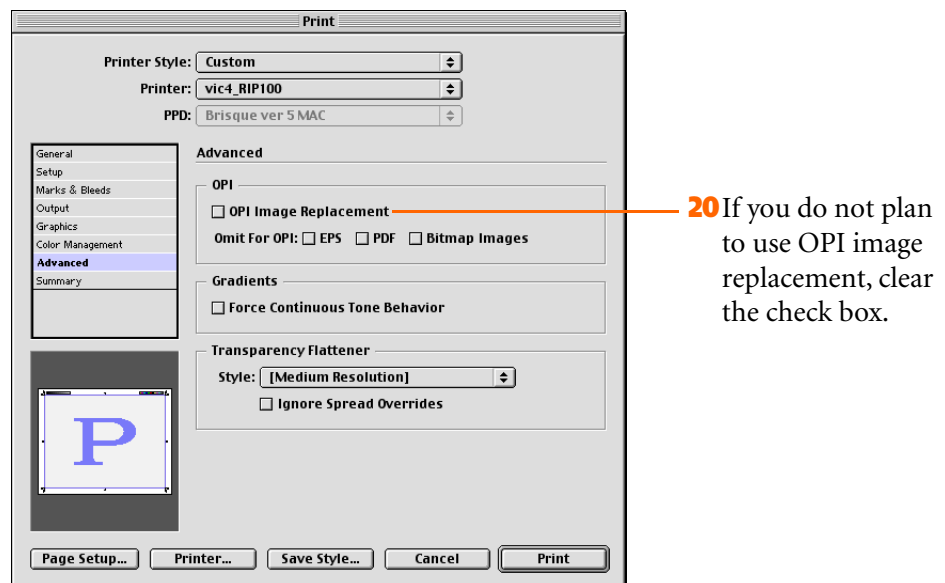 Print
Printer Style: Custom
Printer: vic4_RIP100
PPD: Brisque ver 5 MAC
General
Setup
Marks & Bleeds
Output
Graphics
Color Management
Advanced
Summary
Advanced
OPI
OPI Image Replacement
Omit For OPI: EPS PDF Bitmap Images
Gradients
Force Continuous Tone Behavior
Transparency Flattener
Style: [Medium Resolution]
Ignore Spread Overrides
P
Page Setup... Printer... Save Style... Cancel Print
20 If you do not plan
to use OPI image
replacement, clear
the check box.